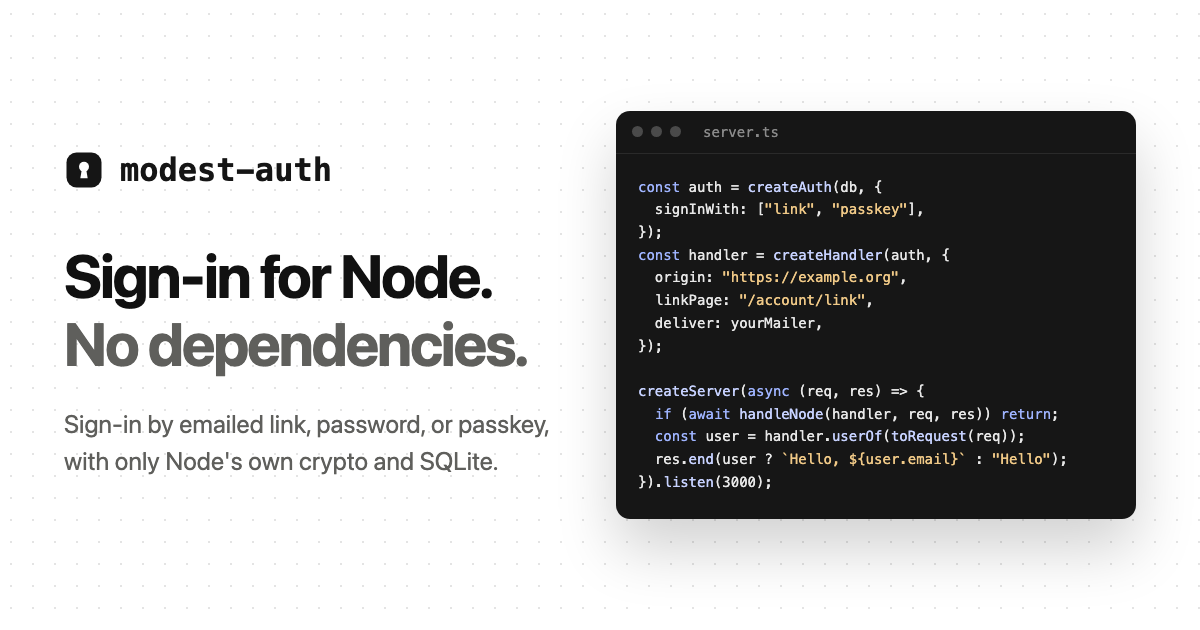 modest-auth
Sign-in for Node.
No dependencies.
Sign-in by emailed link, password, or passkey,
with only Node's own crypto and SQLite.
server.ts
const auth = createAuth(db, {
  signInWith: ["link", "passkey"],
});
const handler = createHandler(auth, {
  origin: "https://example.org",
  linkPage: "/account/link",
  deliver: yourMailer,
});

createServer(async (req, res) => {
  if (await handleNode(handler, req, res)) return;
  const user = handler.userOf(toRequest(req));
  res.end(user ? `Hello, ${user.email}` : "Hello");
}).listen(3000);